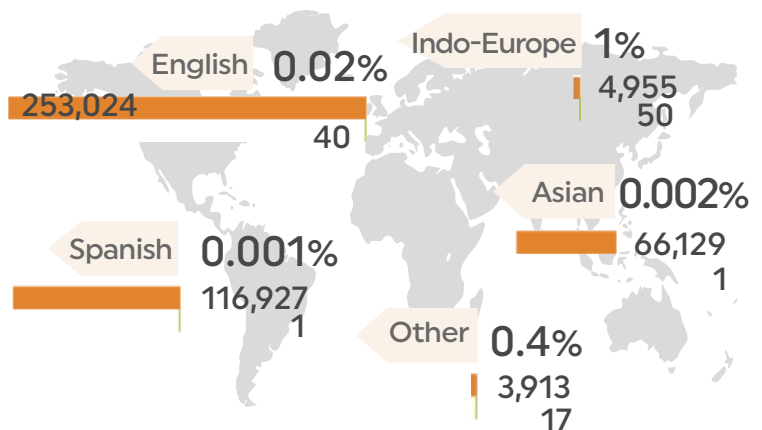 English 0.02%
253,024
40
Indo-Europe 1%
4,955
50
Asian 0.002%
66,129
1
Spanish 0.001%
116,927
1
Other 0.4%
3,913
17